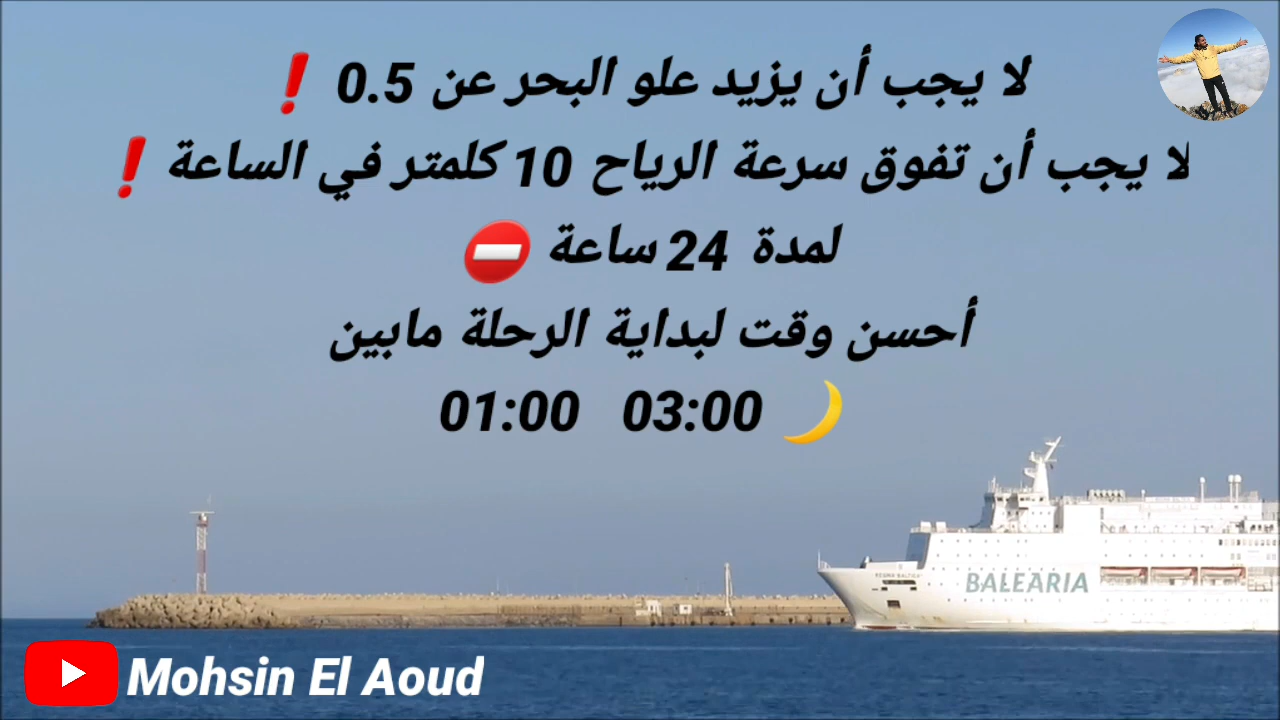 لا يجب أن يزيد علو البحر عن 0.5 ❗
لا يجب أن تفوق سرعة الرياح 10 كلمتر في الساعة ❗
لمدة 24 ساعة ⛔
أحسن وقت لبداية الرحلة مابين
01:00 03:00 🌙
BALEARIA
Mohsin El Aoud